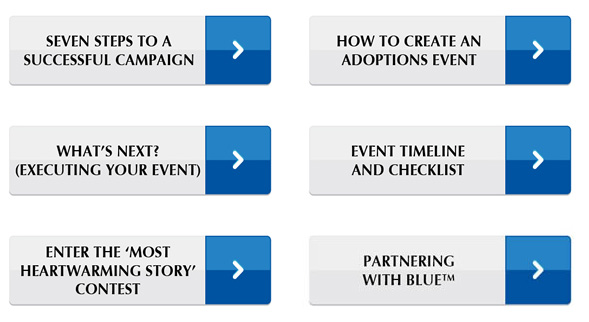 SEVEN STEPS TO A
SUCCESSFUL CAMPAIGN
HOW TO CREATE AN
ADOPTIONS EVENT
WHAT’S NEXT?
(EXECUTING YOUR EVENT)
EVENT TIMELINE
AND CHECKLIST
ENTER THE ‘MOST
HEARTWARMING STORY’
CONTEST
PARTNERING
WITH BLUE™